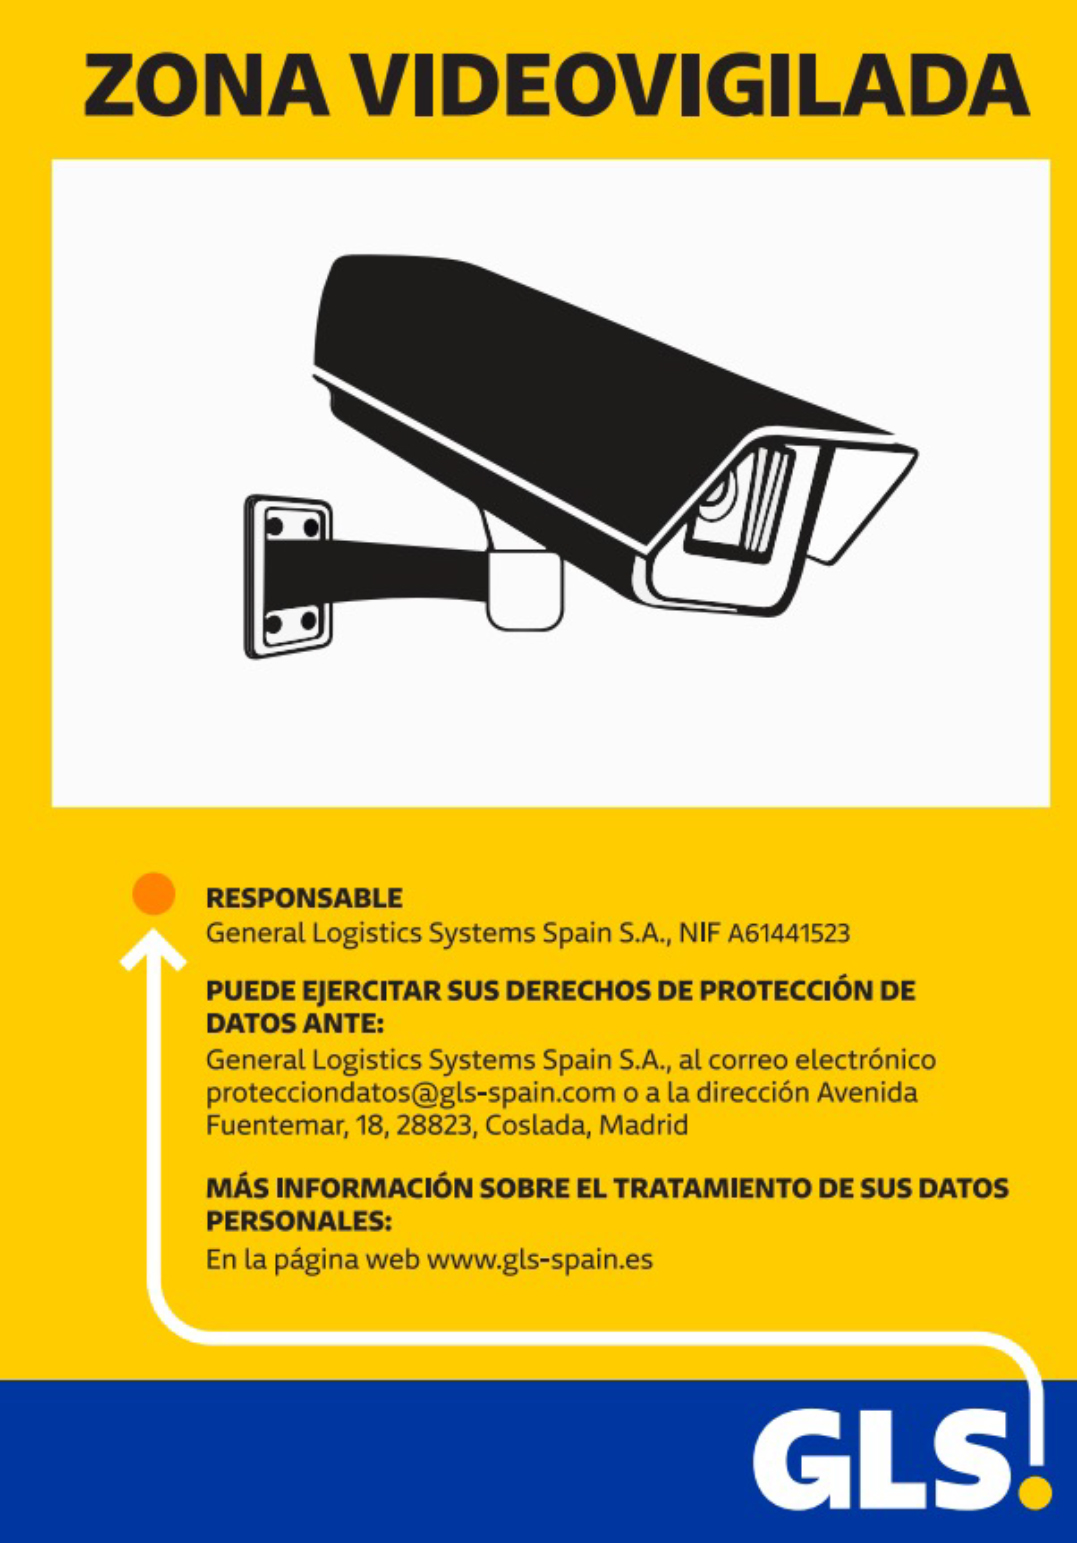 ZONA VIDEOVIGILADA
RESPONSABLE
General Logistics Systems Spain S.A., NIF A61441523
PUEDE EJERCITAR SUS DERECHOS DE PROTECCIÓN DE
DATOS ANTE:
General Logistics Systems Spain S.A., al correo electrónico
protecciondatos@gls-spain.com o a la dirección Avenida
Fuentemar, 18, 28823, Coslada, Madrid
MÁS INFORMACIÓN SOBRE EL TRATAMIENTO DE SUS DATOS
PERSONALES:
En la página web www.gls-spain.es
GLS.